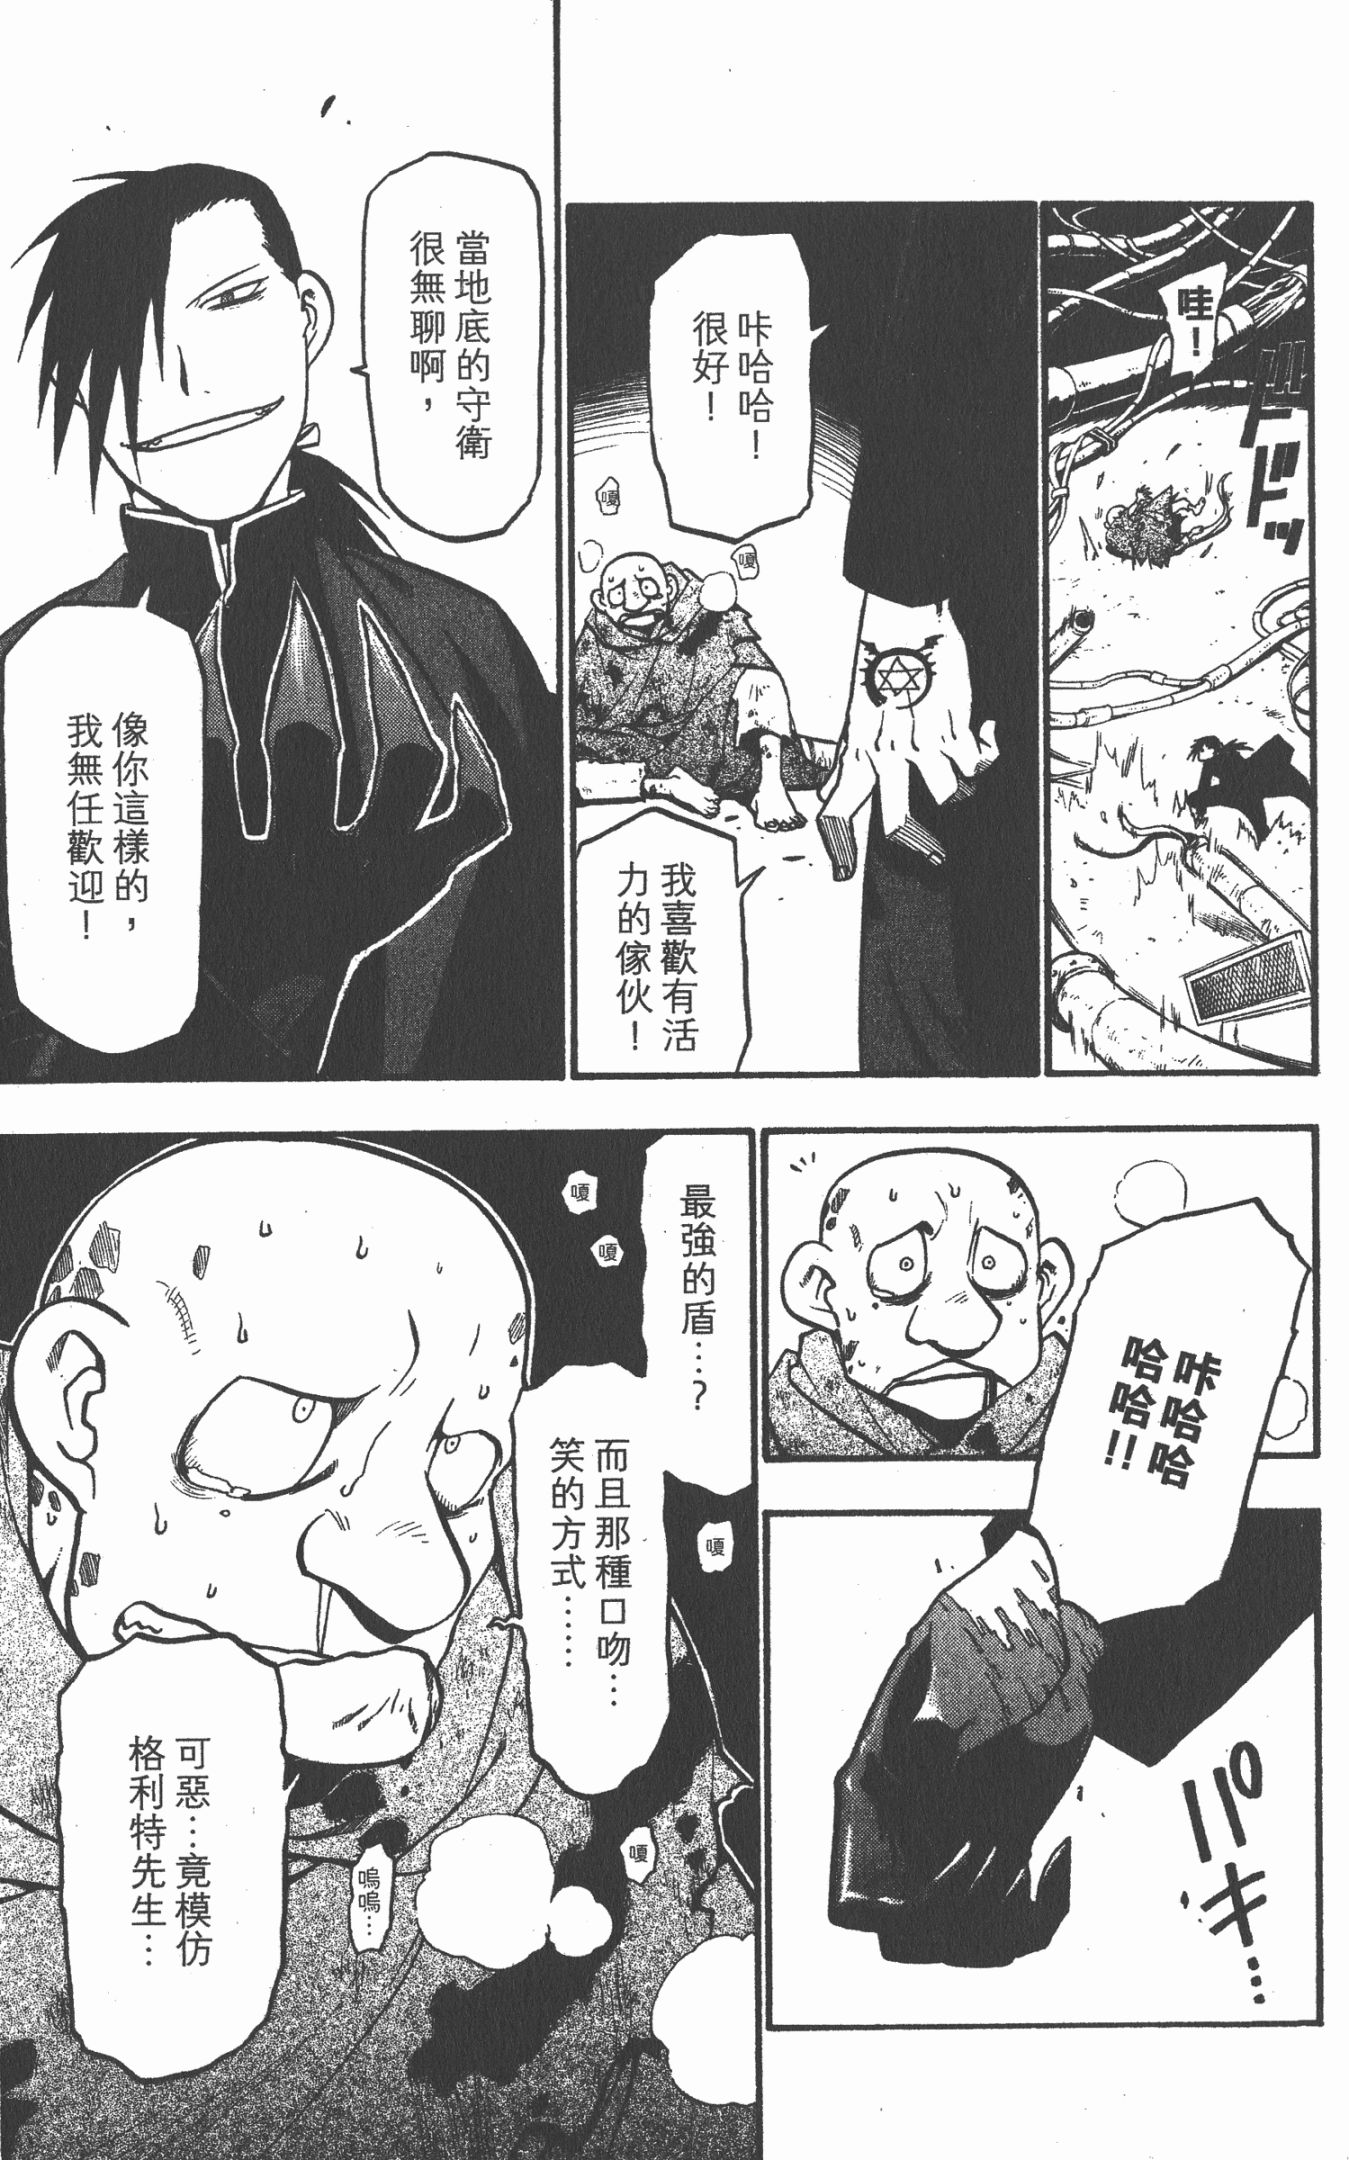 哇！
ドドドッ
咔哈哈！
很好！
嗄
嗄
我喜歡有活
力的傢伙！
當地底的守衛
很無聊啊，
像你這樣的，
我無任歡迎！
咔哈哈
哈哈!!
パキ…
最強的盾…？
嗄
嗄
而且那種口吻…
笑的方式……
嗄
嗄
嗚嗚…
可惡…竟模仿
格利特先生…